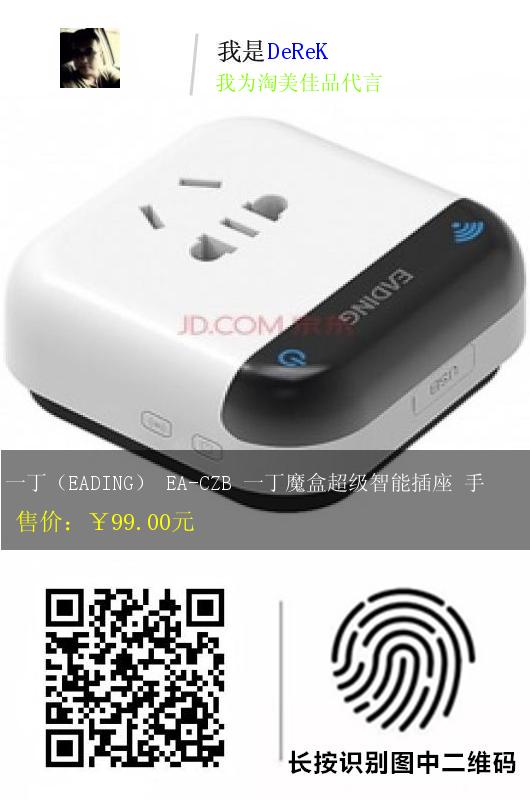 我是DeReK
我为淘美佳品代言
EADING
JD.COM 京东
USB
一丁（EADING） EA-CZB 一丁魔盒超级智能插座 手
售价：￥99.00元
长按识别图中二维码